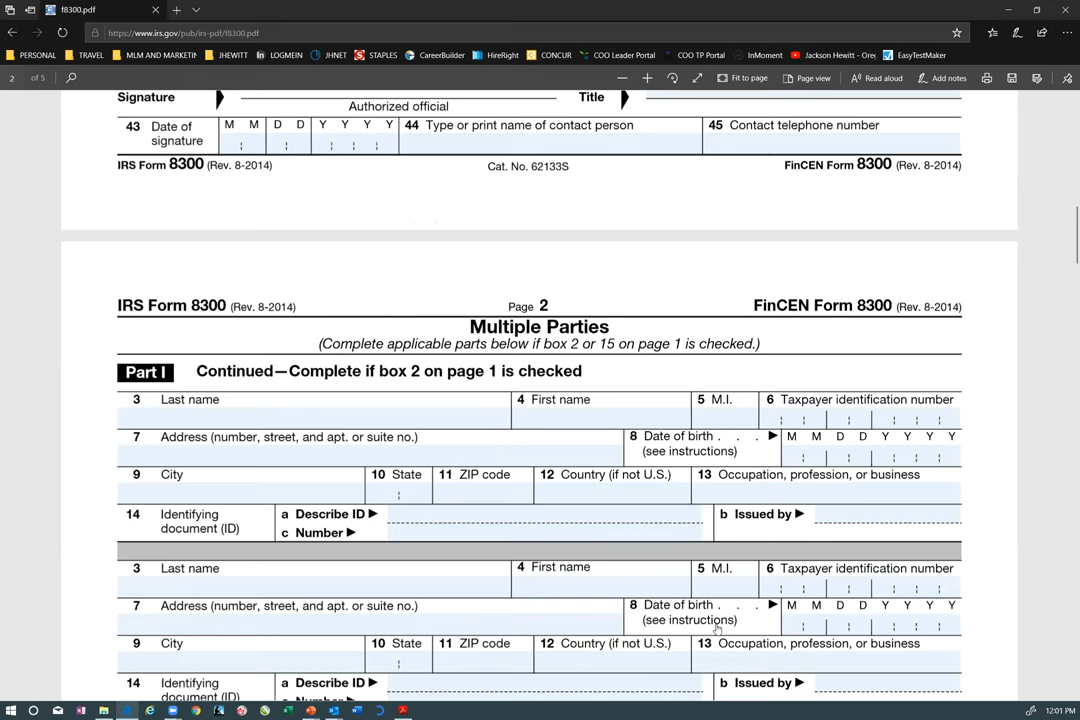 f8300.pdf
https://www.irs.gov/pub/irs-pdf/f8300.pdf
PERSONAL TRAVEL MLM AND MARKETIN JHEWITT LOGMEIN JHNET STAPLES CareerBuilder HireRight CONCUR COO Leader Portal COO TP Portal InMoment Jackson Hewitt - Oreg EasyTestMaker
2 of 5 Fit to page Page view Read aloud Add notes
Signature Authorized official Title
43 Date of signature M M D D Y Y Y Y 44 Type or print name of contact person 45 Contact telephone number
IRS Form 8300 (Rev. 8-2014) Cat. No. 62133S FinCEN Form 8300 (Rev. 8-2014)
IRS Form 8300 (Rev. 8-2014) Page 2 FinCEN Form 8300 (Rev. 8-2014)
Multiple Parties
(Complete applicable parts below if box 2 or 15 on page 1 is checked.)
Part I Continued—Complete if box 2 on page 1 is checked
3 Last name 4 First name 5 M.I. 6 Taxpayer identification number
7 Address (number, street, and apt. or suite no.) 8 Date of birth . . . M M D D Y Y Y Y
(see instructions)
9 City 10 State 11 ZIP code 12 Country (if not U.S.) 13 Occupation, profession, or business
14 Identifying a Describe ID b Issued by
document (ID) c Number
3 Last name 4 First name 5 M.I. 6 Taxpayer identification number
7 Address (number, street, and apt. or suite no.) 8 Date of birth . . . M M D D Y Y Y Y
(see instructions)
9 City 10 State 11 ZIP code 12 Country (if not U.S.) 13 Occupation, profession, or business
14 Identifying a Describe ID b Issued by
document (ID) c Number
12:01 PM